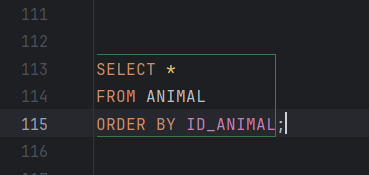 111
112
113 SELECT *
114 FROM ANIMAL
115 ORDER BY ID_ANIMAL;
116